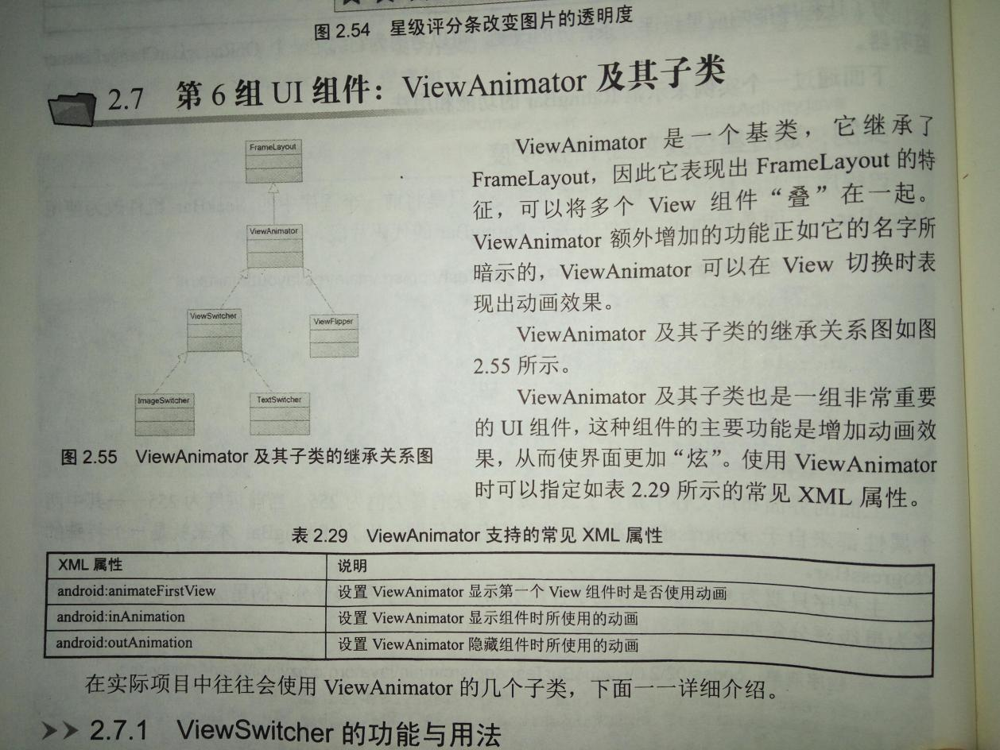 图 2.54 星级评分条改变图片的透明度
2.7 第 6 组 UI 组件：ViewAnimator 及其子类
FrameLayout
ViewAnimator
ViewSwitcher
ViewFlipper
ImageSwitcher
TextSwitcher
图 2.55 ViewAnimator 及其子类的继承关系图
ViewAnimator 是一个基类，它继承了
FrameLayout，因此它表现出 FrameLayout 的特
征，可以将多个 View 组件“叠”在一起。
ViewAnimator 额外增加的功能正如它的名字所
暗示的，ViewAnimator 可以在 View 切换时表
现出动画效果。
ViewAnimator 及其子类的继承关系图如图
2.55 所示。
ViewAnimator 及其子类也是一组非常重要
的 UI 组件，这种组件的主要功能是增加动画效
果，从而使界面更加“炫”。使用 ViewAnimator
时可以指定如表 2.29 所示的常见 XML 属性。
表 2.29 ViewAnimator 支持的常见 XML 属性
XML 属性 说明
android:animateFirstView 设置 ViewAnimator 显示第一个 View 组件时是否使用动画
android:inAnimation 设置 ViewAnimator 显示组件时所使用的动画
android:outAnimation 设置 ViewAnimator 隐藏组件时所使用的动画
在实际项目中往往会使用 ViewAnimator 的几个子类，下面一一详细介绍。
2.7.1 ViewSwitcher 的功能与用法